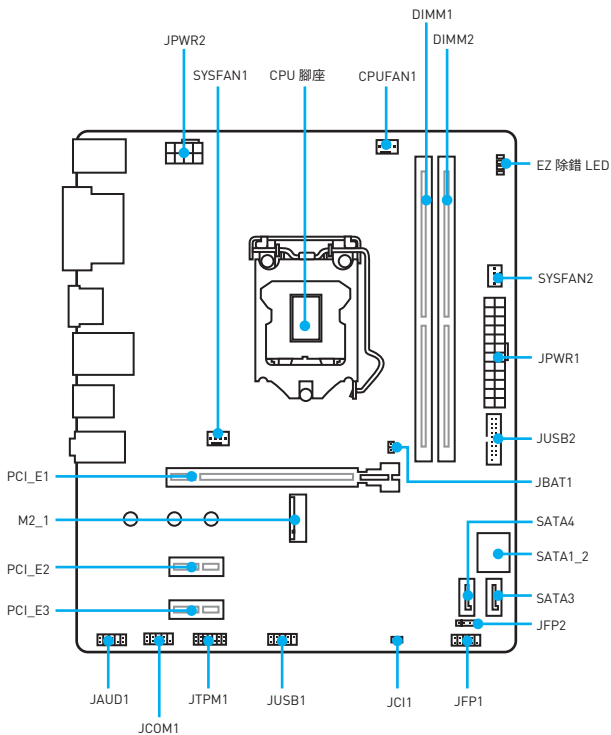 DIMM1
JPWR2
DIMM2
SYSFAN1
CPU 腳座
CPUFAN1
EZ 除錯 LED
SYSFAN2
JPWR1
JUSB2
PCI_E1
JBAT1
M2_1
SATA4
SATA1_2
PCI_E2
SATA3
PCI_E3
JFP2
JAUD1
JTPM1
JUSB1
JCI1
JFP1
JCOM1